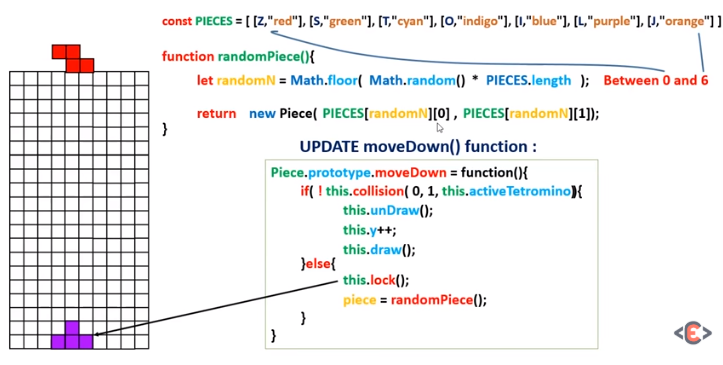 const PIECES = [ [Z,"red"], [S,"green"], [T,"cyan"], [O,"indigo"], [I,"blue"], [L,"purple"], [J,"orange"] ]
function randomPiece(){
let randomN = Math.floor( Math.random() * PIECES.length ); Between 0 and 6
return new Piece( PIECES[randomN][0] , PIECES[randomN][1]);
}
UPDATE moveDown() function :
Piece.prototype.moveDown = function(){
if( ! this.collision( 0, 1, this.activeTetromino)){
this.unDraw();
this.y++;
this.draw();
}else{
this.lock();
piece = randomPiece();
}
}
<E>